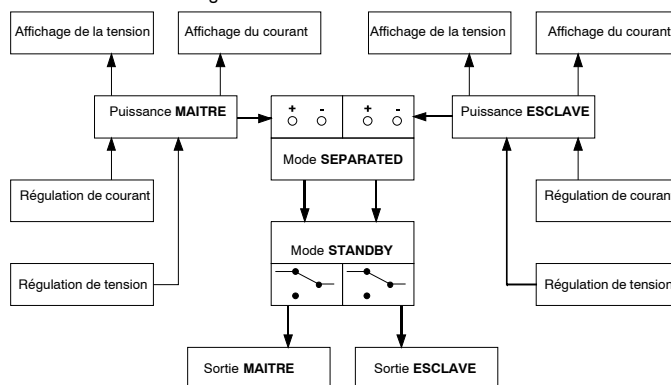 Affichage de la tension
Affichage du courant
Affichage de la tension
Affichage du courant
Puissance MAITRE
+ - + -
Puissance ESCLAVE
Mode SEPARATED
Régulation de courant
Régulation de courant
Mode STANDBY
Régulation de tension
Régulation de tension
Sortie MAITRE
Sortie ESCLAVE